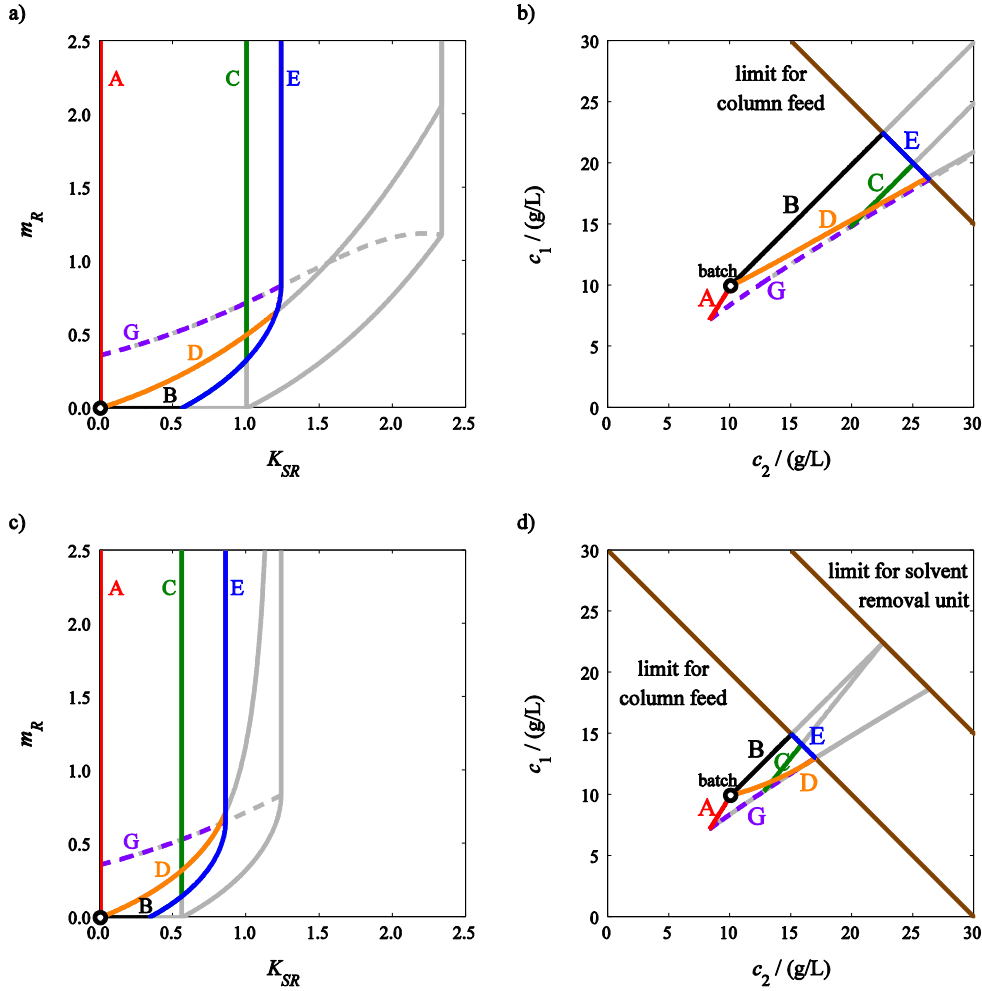 a)
2.5
2.0
1.5
1.0
0.5
0.0
0.0 0.5 1.0 1.5 2.0 2.5
m_R
K_SR
A
C
E
G
D
B
b)
30
25
20
15
10
5
0
0 5 10 15 20 25 30
c_1 / (g/L)
c_2 / (g/L)
limit for
column feed
E
C
B
D
batch
A
G
c)
2.5
2.0
1.5
1.0
0.5
0.0
0.0 0.5 1.0 1.5 2.0 2.5
m_R
K_SR
A
C
E
G
D
B
d)
30
25
20
15
10
5
0
0 5 10 15 20 25 30
c_1 / (g/L)
c_2 / (g/L)
limit for solvent
removal unit
limit for
column feed
B
E
C
batch
D
A
G